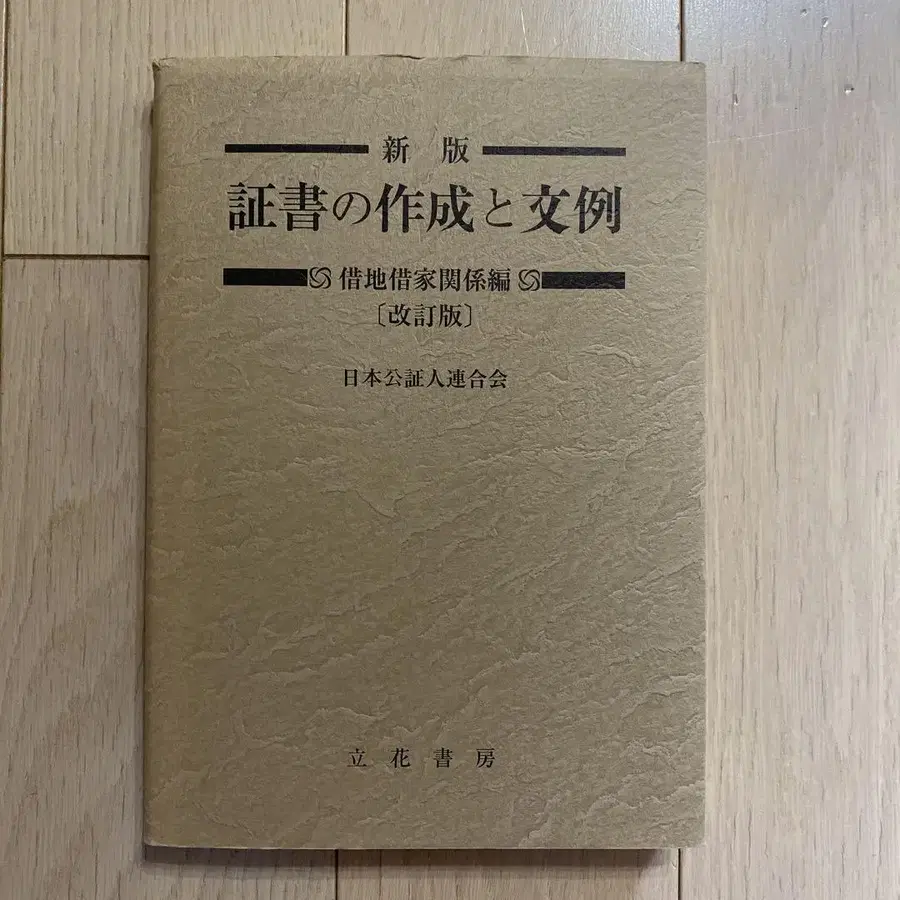 新版
証書の作成と文例
借地借家関係編
〔改訂版〕
日本公証人連合会
立花書房